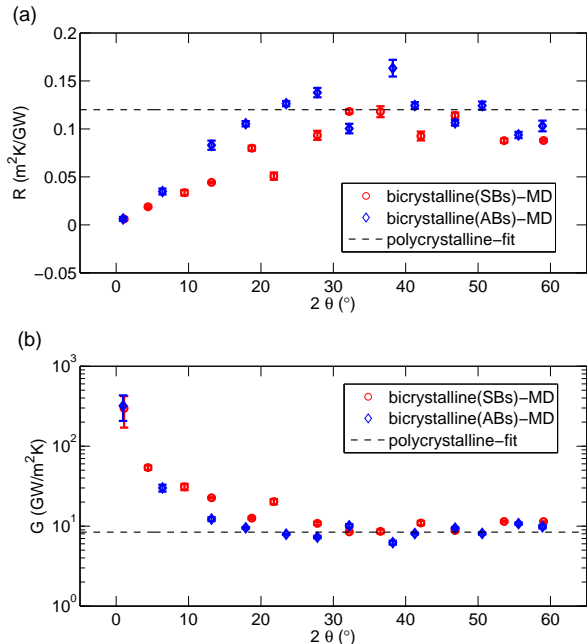 (a)
0.2
0.15
0.1
0.05
0
−0.05
R (m²K/GW)
bicrystalline(SBs)−MD
bicrystalline(ABs)−MD
polycrystalline−fit
0 10 20 30 40 50 60
2 θ (°)
(b)
10³
10²
10¹
10⁰
G (GW/m²K)
bicrystalline(SBs)−MD
bicrystalline(ABs)−MD
polycrystalline−fit
0 10 20 30 40 50 60
2 θ (°)